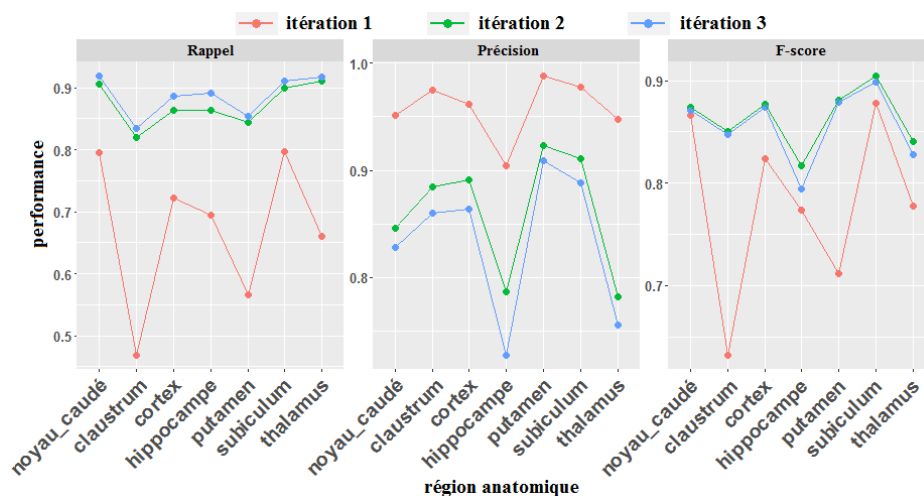 itération 1 itération 2 itération 3
Rappel Précision F-score
performance
0.9
0.8
0.7
0.6
0.5
1.0
0.9
0.8
0.9
0.8
0.7
noyau_caudé
claustrum
cortex
hippocampe
putamen
subiculum
thalamus
noyau_caudé
claustrum
cortex
hippocampe
putamen
subiculum
thalamus
noyau_caudé
claustrum
cortex
hippocampe
putamen
subiculum
thalamus
région anatomique